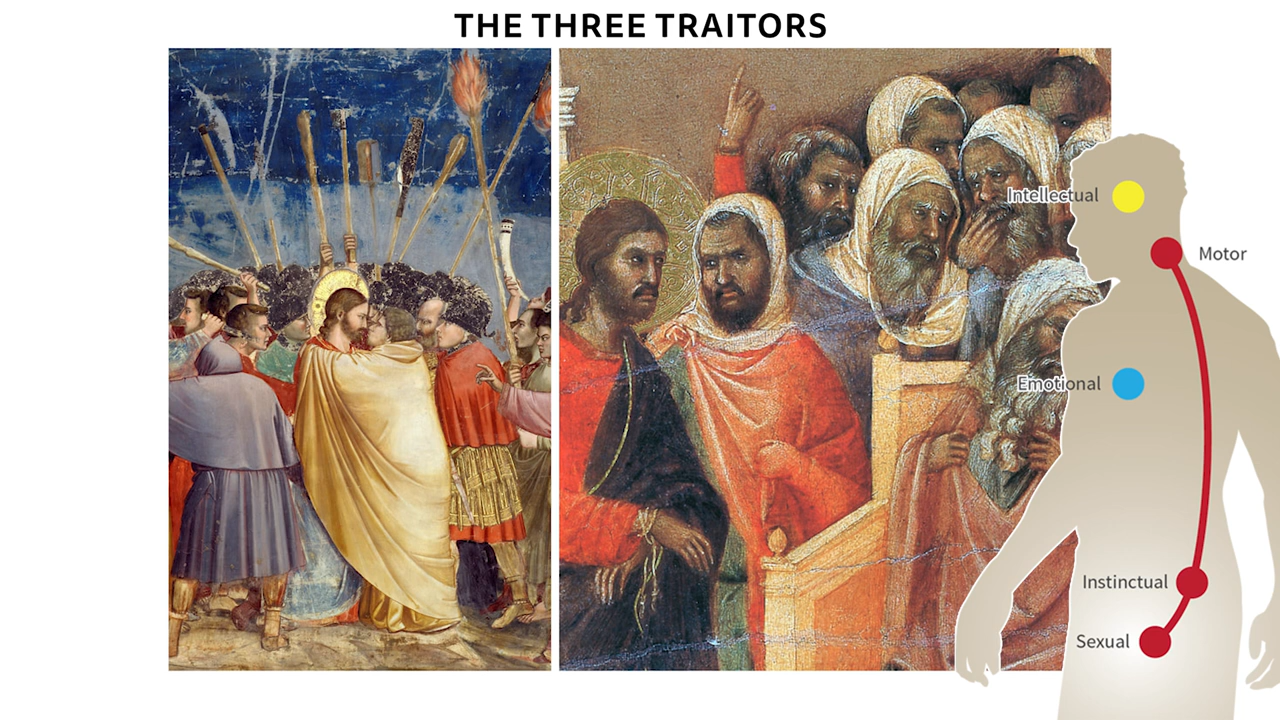 THE THREE TRAITORS
Intellectual
Motor
Emotional
Instinctual
Sexual